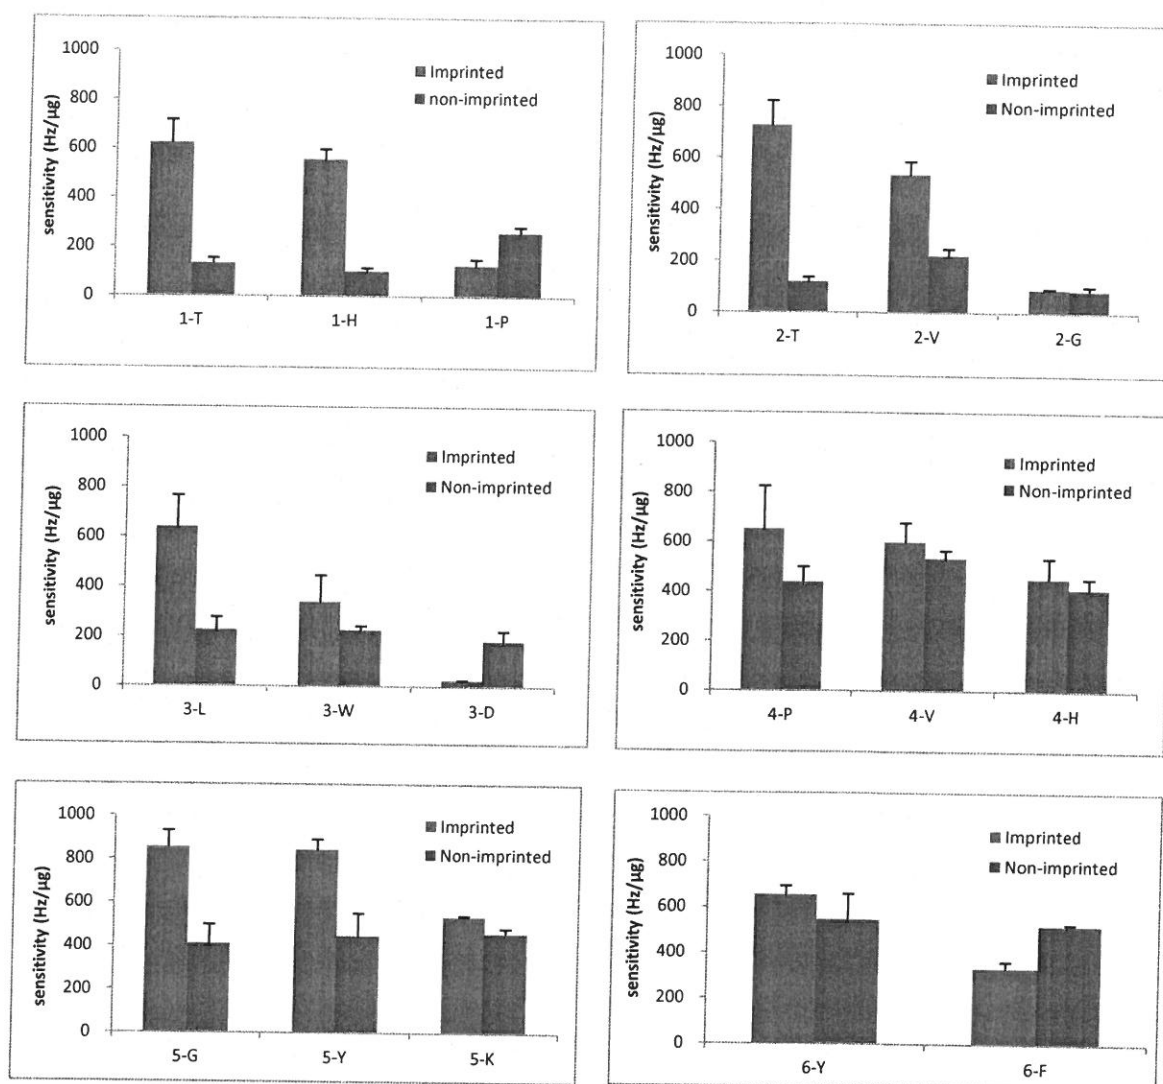 1000
800
600
400
200
0
sensitivity (Hz/µg)
Imprinted
non-imprinted
1-T 1-H 1-P
1000
800
600
400
200
0
sensitivity (Hz/µg)
Imprinted
Non-imprinted
2-T 2-V 2-G
1000
800
600
400
200
0
sensitivity (Hz/µg)
Imprinted
Non-imprinted
3-L 3-W 3-D
1000
800
600
400
200
0
sensitivity (Hz/µg)
Imprinted
Non-imprinted
4-P 4-V 4-H
1000
800
600
400
200
0
sensitivity (Hz/µg)
Imprinted
Non-imprinted
5-G 5-Y 5-K
1000
800
600
400
200
0
sensitivity (Hz/µg)
Imprinted
Non-imprinted
6-Y 6-F